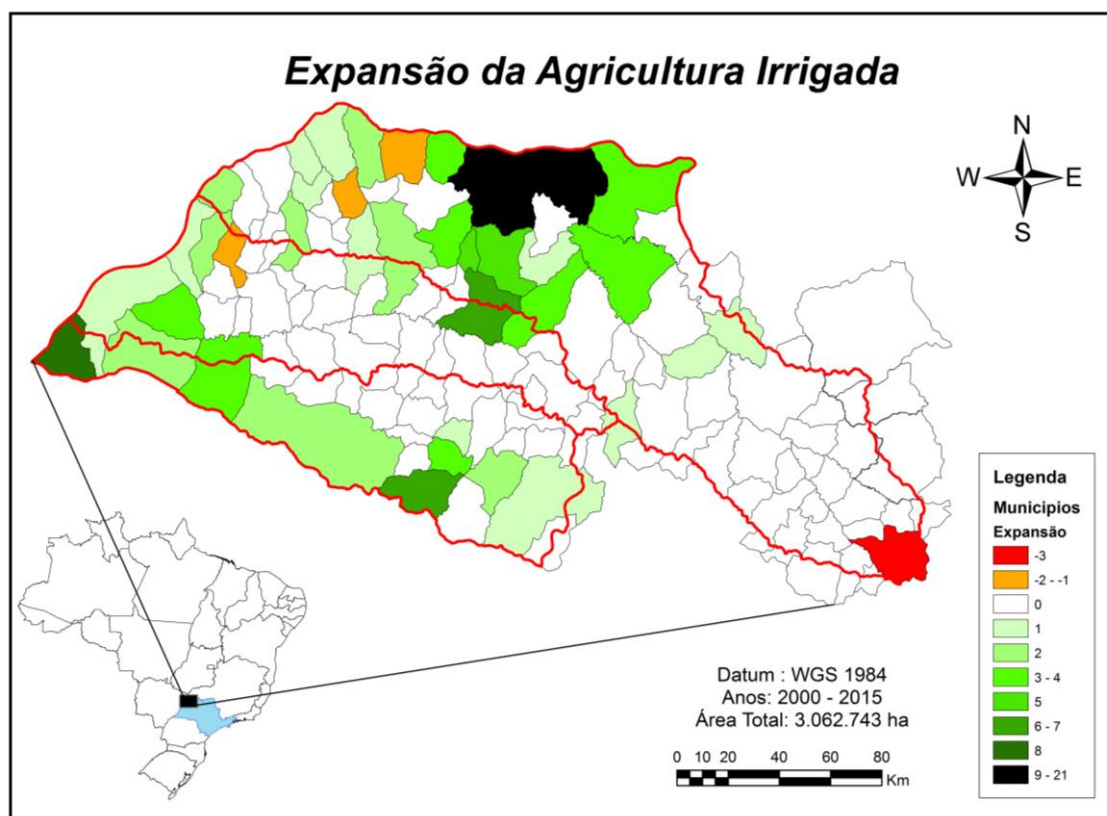 Expansão da Agricultura Irrigada
N
W E
S
Legenda
Municipios
Expansão
-3
-2 - -1
0
1
2
3 - 4
5
6 - 7
8
9 - 21
Datum : WGS 1984
Anos: 2000 - 2015
Área Total: 3.062.743 ha
0 10 20 40 60 80
Km